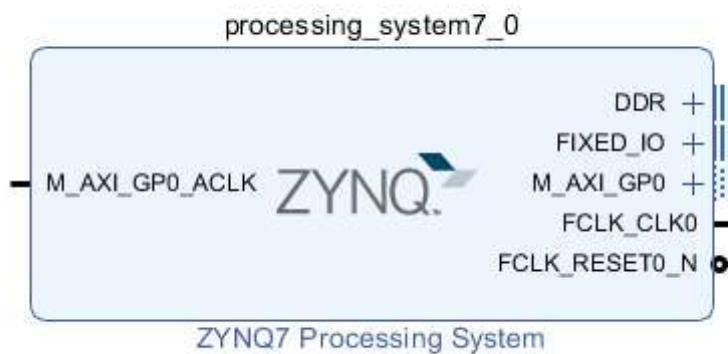 processing_system7_0
DDR
FIXED_IO
M_AXI_GP0_ACLK ZYNQ M_AXI_GP0
FCLK_CLK0
FCLK_RESET0_N
ZYNQ7 Processing System